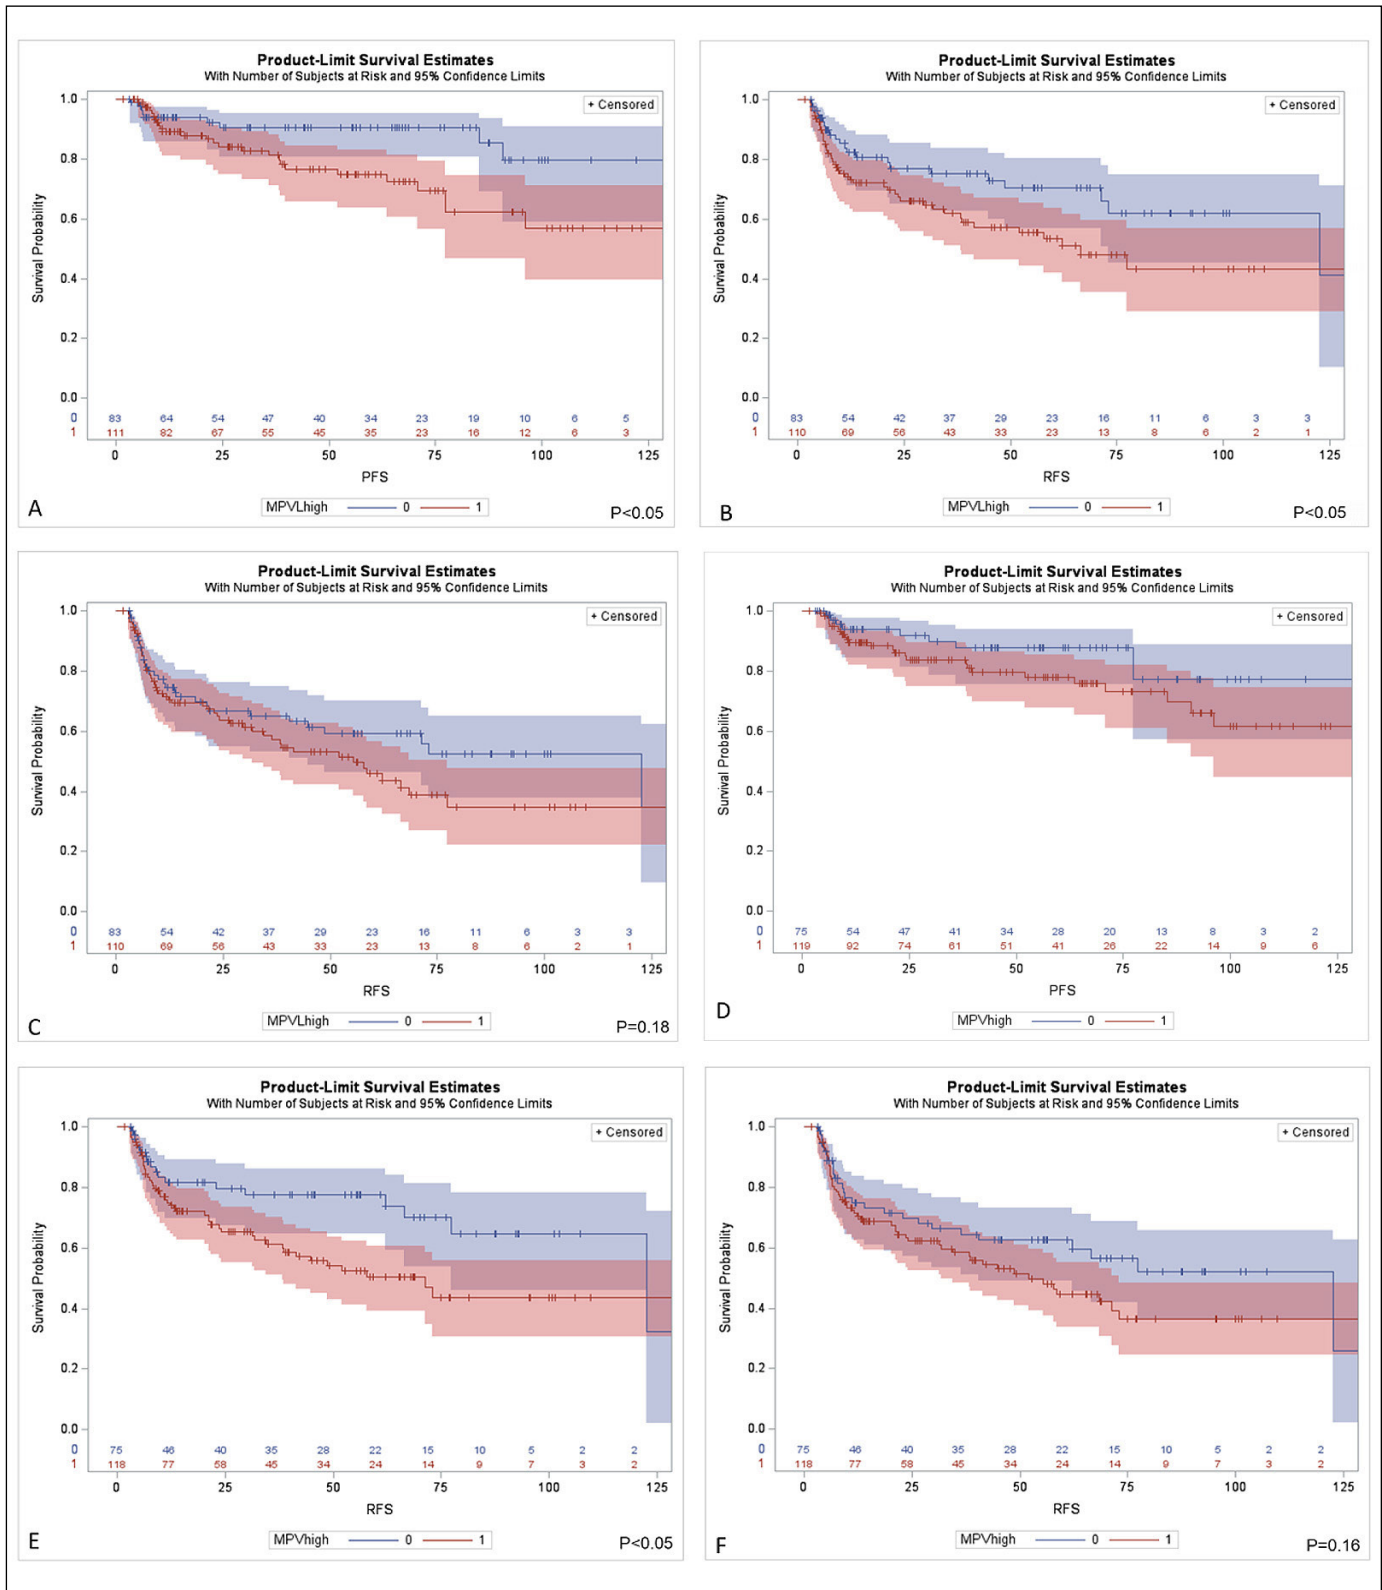 Product-Limit Survival Estimates
With Number of Subjects at Risk and 95% Confidence Limits
+ Censored
Survival Probability
1.0
0.8
0.6
0.4
0.2
0.0
0 83 64 54 47 40 34 23 19 10 6 5
1 111 82 67 55 45 35 23 16 12 6 3
0 25 50 75 100 125
PFS
MPVLhigh 0 1
A
P<0.05
Product-Limit Survival Estimates
With Number of Subjects at Risk and 95% Confidence Limits
+ Censored
Survival Probability
1.0
0.8
0.6
0.4
0.2
0.0
0 83 54 42 37 29 23 16 11 6 3 3
1 110 69 56 43 33 23 13 8 6 2 1
0 25 50 75 100 125
RFS
MPVLhigh 0 1
B
P<0.05
Product-Limit Survival Estimates
With Number of Subjects at Risk and 95% Confidence Limits
+ Censored
Survival Probability
1.0
0.8
0.6
0.4
0.2
0.0
0 83 54 42 37 29 23 16 11 6 3 3
1 110 69 56 43 33 23 13 8 6 2 1
0 25 50 75 100 125
RFS
MPVLhigh 0 1
C
P=0.18
Product-Limit Survival Estimates
With Number of Subjects at Risk and 95% Confidence Limits
+ Censored
Survival Probability
1.0
0.8
0.6
0.4
0.2
0.0
0 75 54 47 41 34 28 20 13 8 3 2
1 119 92 74 61 51 41 26 22 14 9 6
0 25 50 75 100 125
PFS
MPVhigh 0 1
D
Product-Limit Survival Estimates
With Number of Subjects at Risk and 95% Confidence Limits
+ Censored
Survival Probability
1.0
0.8
0.6
0.4
0.2
0.0
0 75 46 40 35 28 22 15 10 5 2 2
1 118 77 58 45 34 24 14 9 7 3 2
0 25 50 75 100 125
RFS
MPVhigh 0 1
E
P<0.05
Product-Limit Survival Estimates
With Number of Subjects at Risk and 95% Confidence Limits
+ Censored
Survival Probability
1.0
0.8
0.6
0.4
0.2
0.0
0 75 46 40 35 28 22 15 10 5 2 2
1 118 77 58 45 34 24 14 9 7 3 2
0 25 50 75 100 125
RFS
MPVhigh 0 1
F
P=0.16